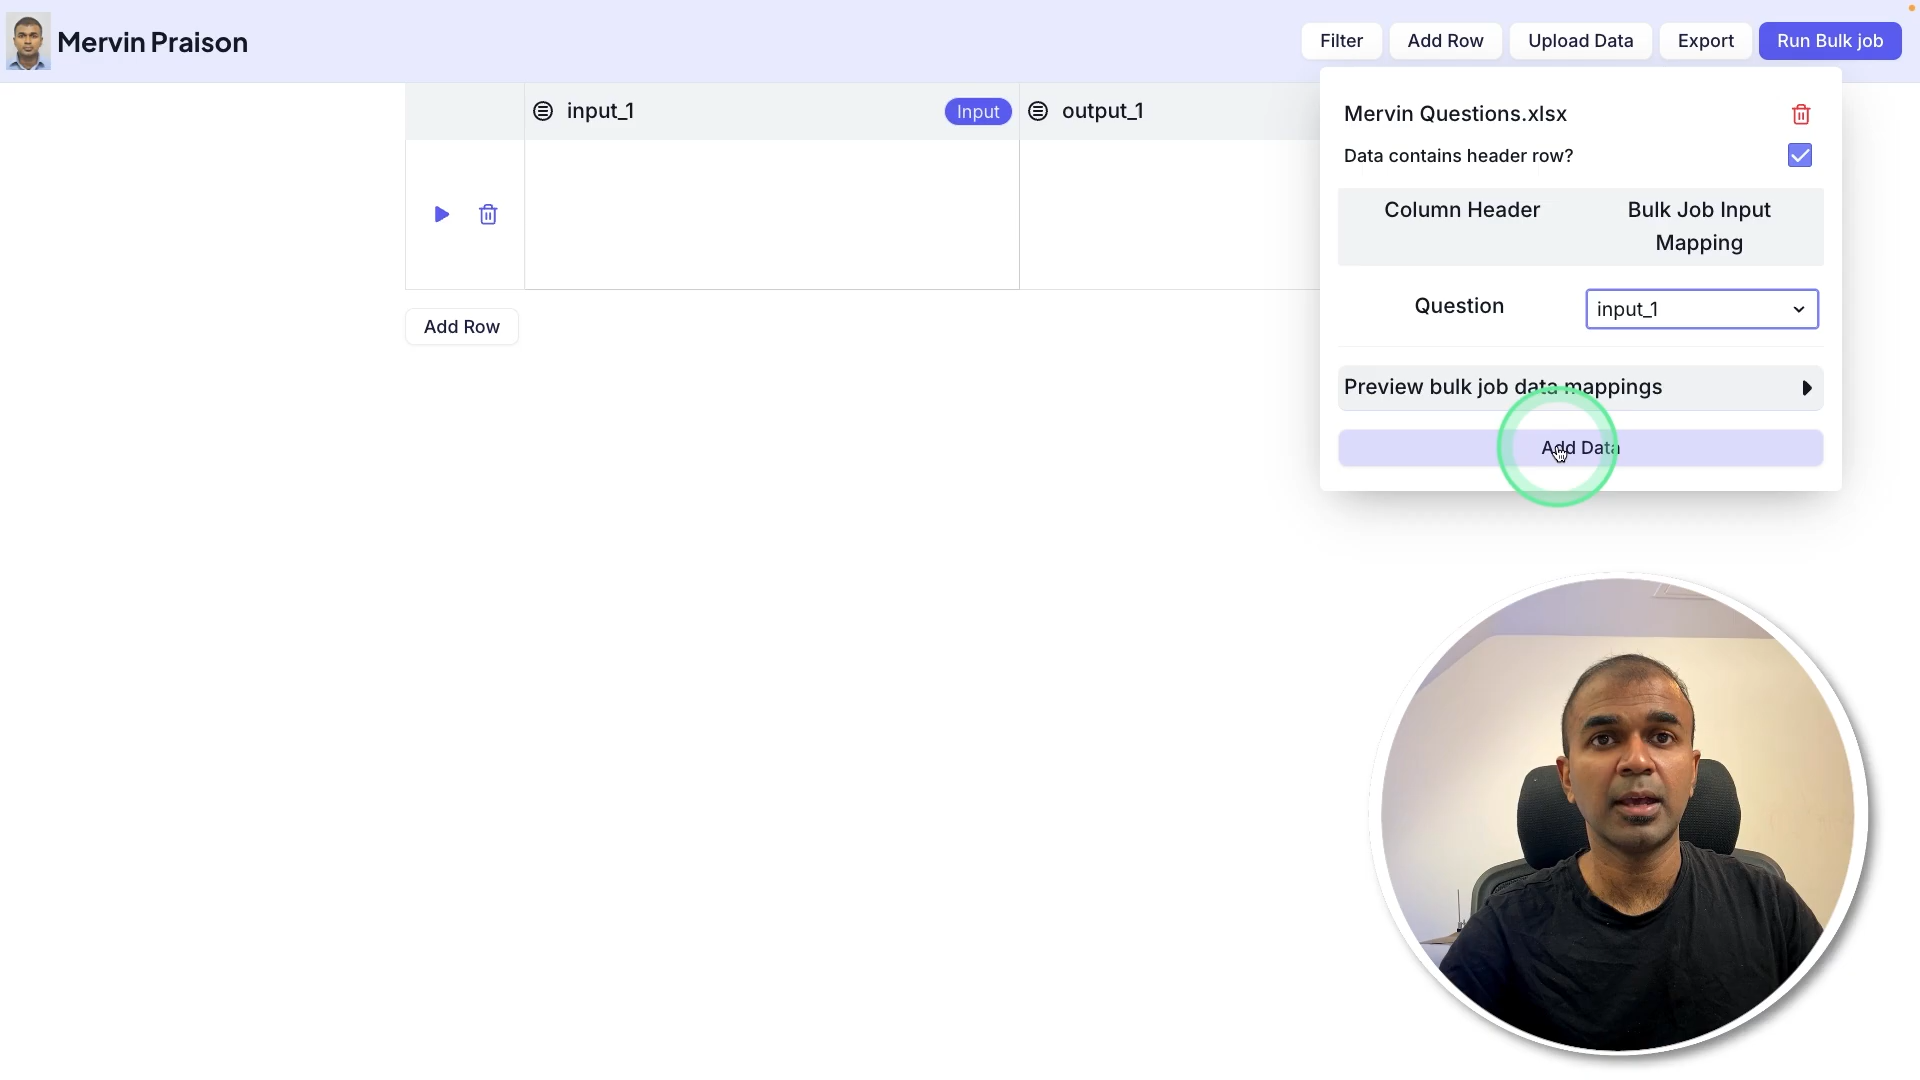 Mervin Praison
Filter
Add Row
Upload Data
Export
Run Bulk job
input_1
Input
output_1
Add Row
Mervin Questions.xlsx
Data contains header row?
Column Header
Bulk Job Input
Mapping
Question
input_1
Preview bulk job data mappings
Add Data